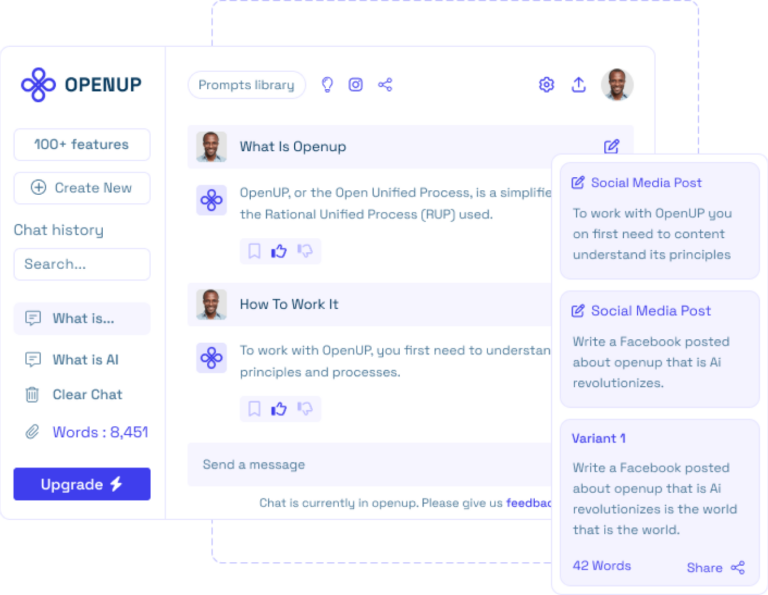 OPENUP
100+ features
Create New
Chat history
Search...
What is...
What is AI
Clear Chat
Words : 8,451
Upgrade
Prompts library
What Is Openup
OpenUP, or the Open Unified Process, is a simplifie
the Rational Unified Process (RUP) used.
How To Work It
To work with OpenUP, you first need to understan
principles and processes.
Send a message
Chat is currently in openup. Please give us feedbac
Social Media Post
To work with OpenUP you
on first need to content
understand its principles
Social Media Post
Write a Facebook posted
about openup that is Ai
revolutionizes.
Variant 1
Write a Facebook posted
about openup that is Ai
revolutionizes is the world
that is the world.
42 Words
Share